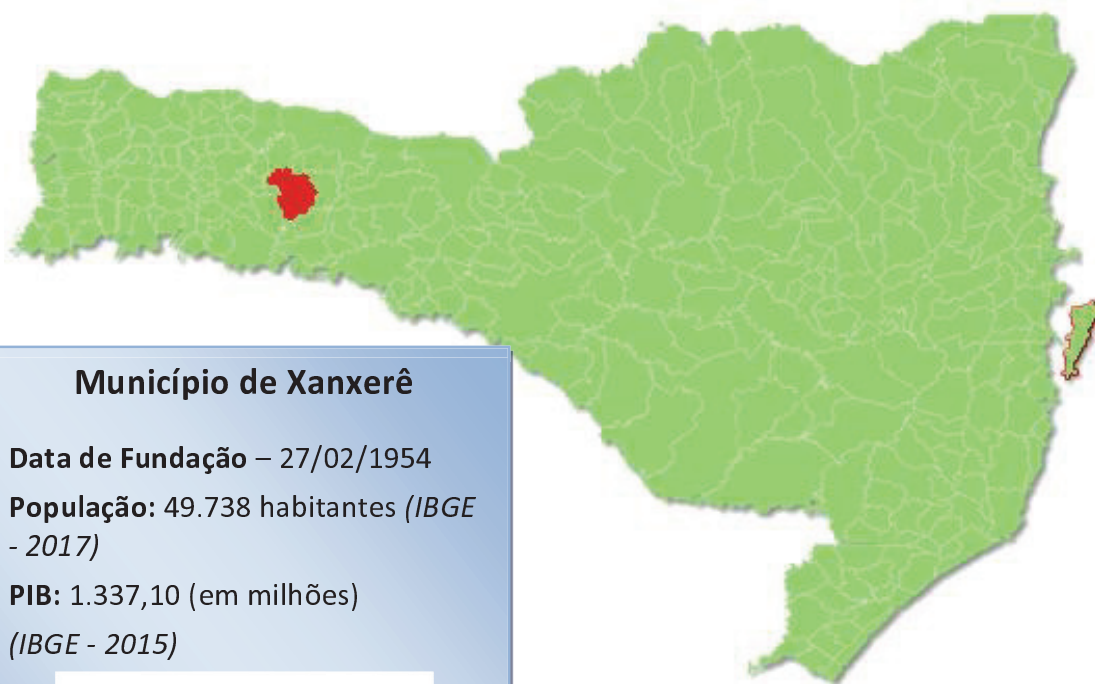 Município de Xanxerê
Data de Fundação – 27/02/1954
População: 49.738 habitantes (IBGE
- 2017)
PIB: 1.337,10 (em milhões)
(IBGE - 2015)